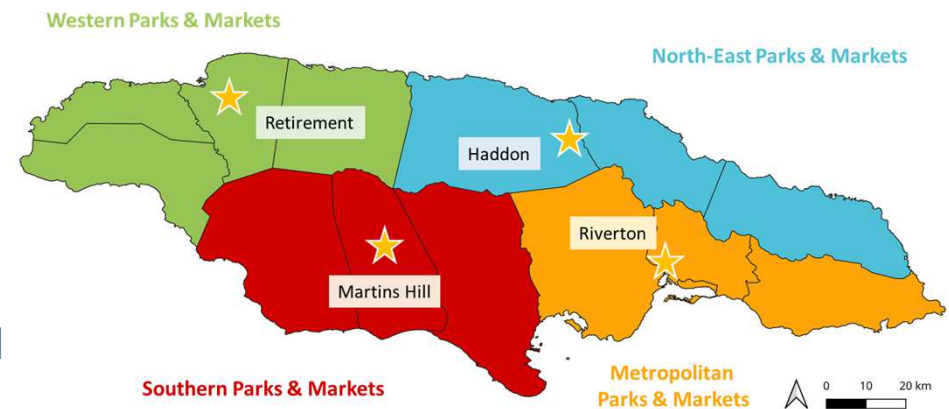 Western Parks & Markets
North-East Parks & Markets
Retirement
Haddon
Riverton
Martins Hill
Southern Parks & Markets
Metropolitan
Parks & Markets
0 10 20 km